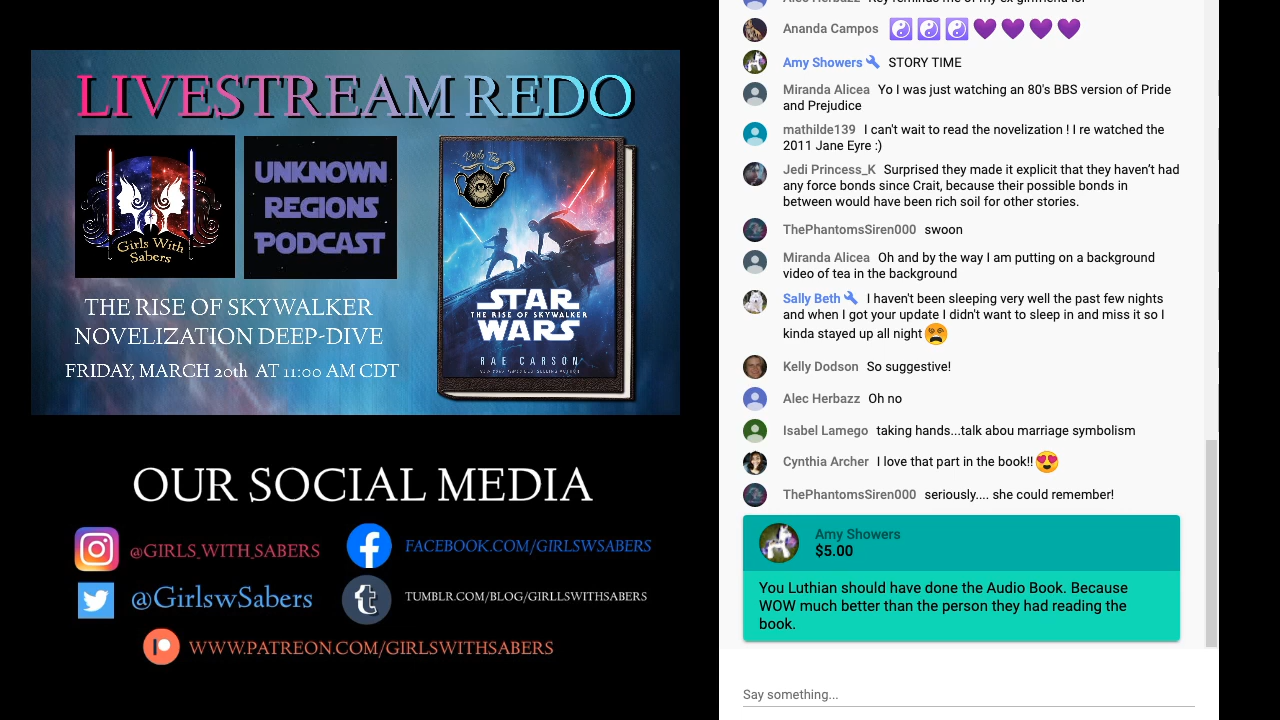 LIVESTREAM REDO
Girls With
Sabers
UNKNOWN
REGIONS
PODCAST
THE RISE OF SKYWALKER
NOVELIZATION DEEP-DIVE
FRIDAY, MARCH 20th AT 11:00 AM CDT
STAR
THE RISE OF SKYWALKER
WARS
RAE CARSON
OUR SOCIAL MEDIA
@GIRLS_WITH_SABERS
FACEBOOK.COM/GIRLSWSABERS
@GirlswSabers
TUMBLR.COM/BLOG/GIRLLSWITHSABERS
WWW.PATREON.COM/GIRLSWITHSABERS
Ananda Campos
Amy Showers STORY TIME
Miranda Alicea Yo I was just watching an 80's BBS version of Pride
and Prejudice
mathilde139 I can't wait to read the novelization ! I re watched the
2011 Jane Eyre :)
Jedi Princess_K Surprised they made it explicit that they haven't had
any force bonds since Crait, because their possible bonds in
between would have been rich soil for other stories.
ThePhantomsSiren000 swoon
Miranda Alicea Oh and by the way I am putting on a background
video of tea in the background
Sally Beth I haven't been sleeping very well the past few nights
and when I got your update I didn't want to sleep in and miss it so I
kinda stayed up all night
Kelly Dodson So suggestive!
Alec Herbazz Oh no
Isabel Lamego taking hands...talk abou marriage symbolism
Cynthia Archer I love that part in the book!!
ThePhantomsSiren000 seriously.... she could remember!
Amy Showers
$5.00
You Luthian should have done the Audio Book. Because
WOW much better than the person they had reading the
book.
Say something...